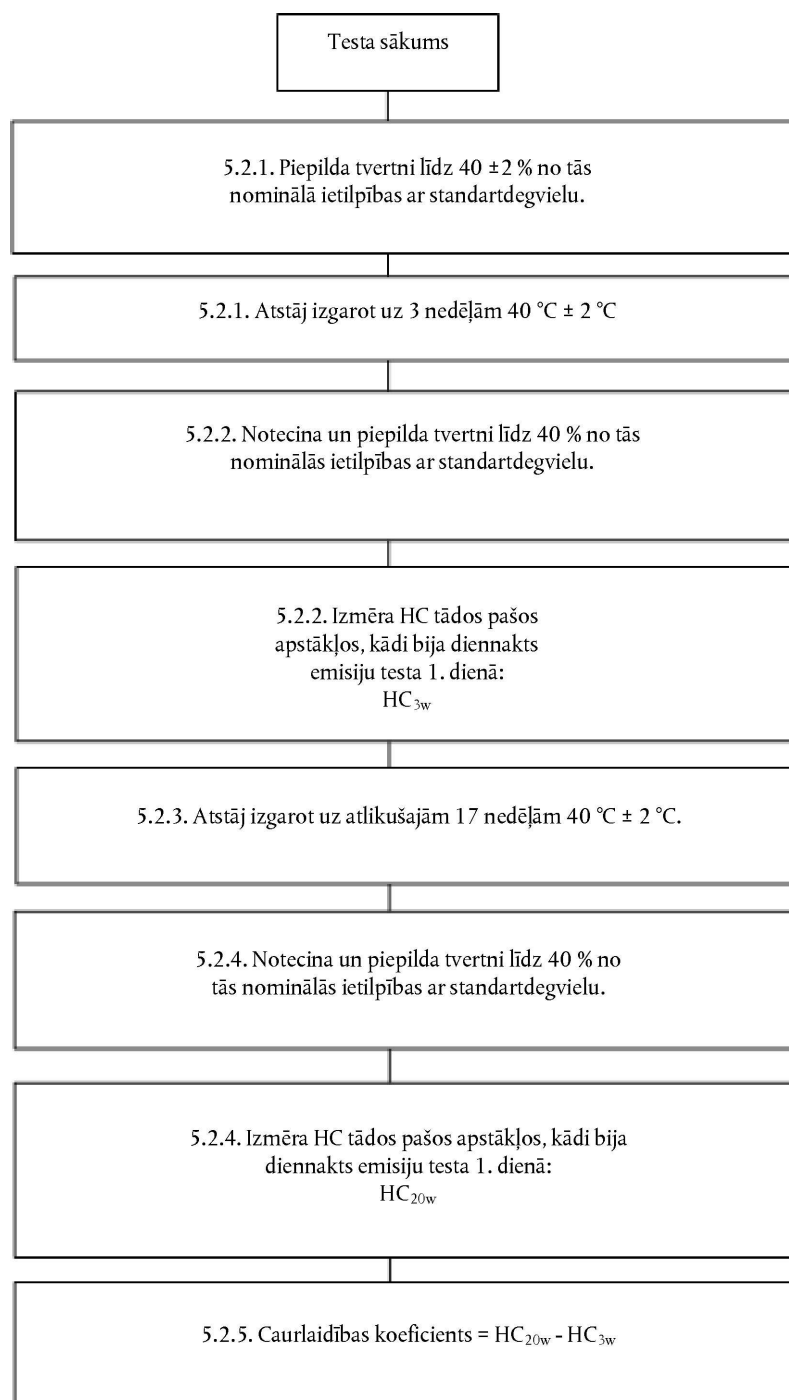 Testa sākums
5.2.1. Piepilda tvertni līdz 40 ±2 % no tās
nominālā ietilpības ar standartdegvielu.
5.2.1. Atstāj izgarot uz 3 nedēļām 40 °C ± 2 °C
5.2.2. Notecina un piepilda tvertni līdz 40 % no tās
nominālās ietilpības ar standartdegvielu.
5.2.2. Izmēra HC tādos pašos
apstākļos, kādi bija diennakts
emisiju testa 1. dienā:
HC3w
5.2.3. Atstāj izgarot uz atlikušajām 17 nedēļām 40 °C ± 2 °C.
5.2.4. Notecina un piepilda tvertni līdz 40 % no
tās nominālās ietilpības ar standartdegvielu.
5.2.4. Izmēra HC tādos pašos apstākļos, kādi bija
diennakts emisiju testa 1. dienā:
HC20w
5.2.5. Caurlaidības koeficients = HC20w - HC3w